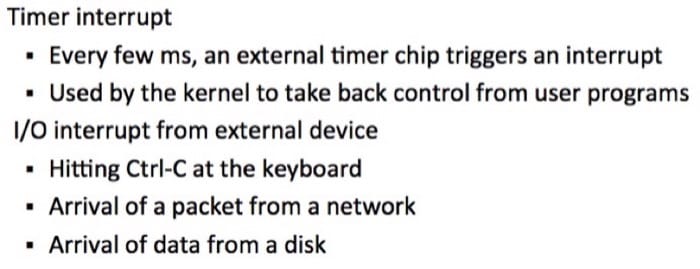 Timer interrupt
▪ Every few ms, an external timer chip triggers an interrupt
▪ Used by the kernel to take back control from user programs
I/O interrupt from external device
▪ Hitting Ctrl-C at the keyboard
▪ Arrival of a packet from a network
▪ Arrival of data from a disk